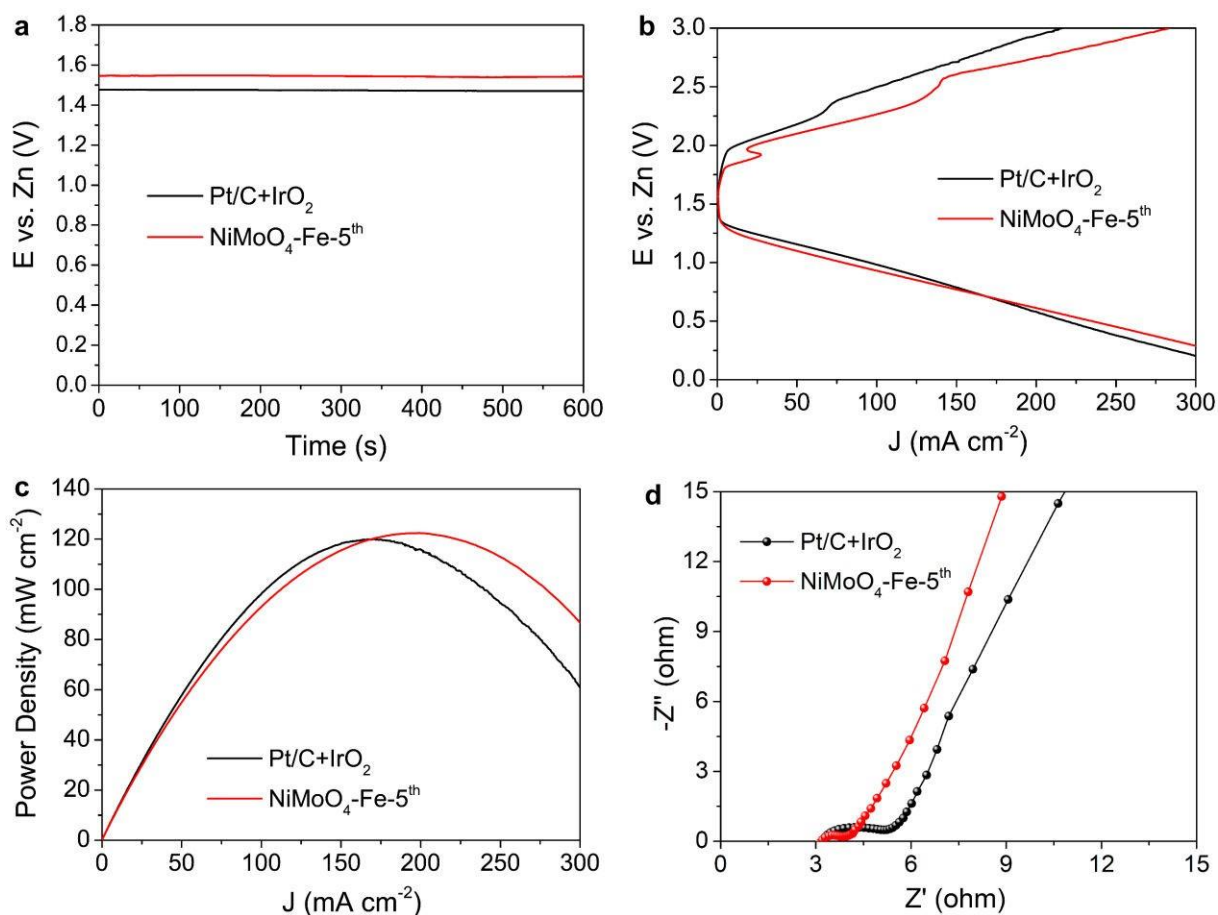 a
1.8
1.6
1.4
1.2
1.0
0.8
0.6
0.4
0.2
0.0
E vs. Zn (V)
Pt/C+IrO₂
NiMoO₄-Fe-5ᵗʰ
0 100 200 300 400 500 600
Time (s)
b
3.0
2.5
2.0
1.5
1.0
0.5
0.0
E vs. Zn (V)
Pt/C+IrO₂
NiMoO₄-Fe-5ᵗʰ
50 100 150 200 250 300
J (mA cm⁻²)
c
140
120
100
80
60
40
20
0
Power Density (mW cm⁻²)
Pt/C+IrO₂
NiMoO₄-Fe-5ᵗʰ
0 50 100 150 200 250 300
J (mA cm⁻²)
d
15
12
9
6
3
0
-Z" (ohm)
Pt/C+IrO₂
NiMoO₄-Fe-5ᵗʰ
0 3 6 9 12 15
Z' (ohm)